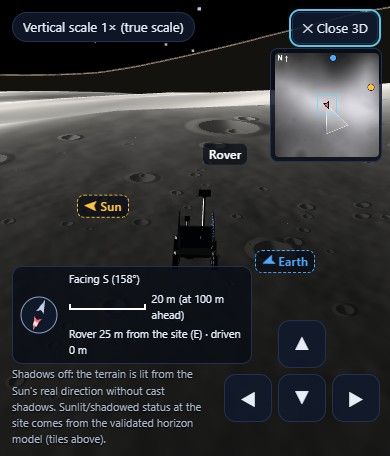 Vertical scale 1× (true scale)
× Close 3D
N↑
Rover
Sun
Earth
Facing S (158°)
20 m (at 100 m
ahead)
Rover 25 m from the site (E) · driven
0 m
Shadows off: the terrain is lit from the
Sun's real direction without cast
shadows. Sunlit/shadowed status at the
site comes from the validated horizon
model (tiles above).